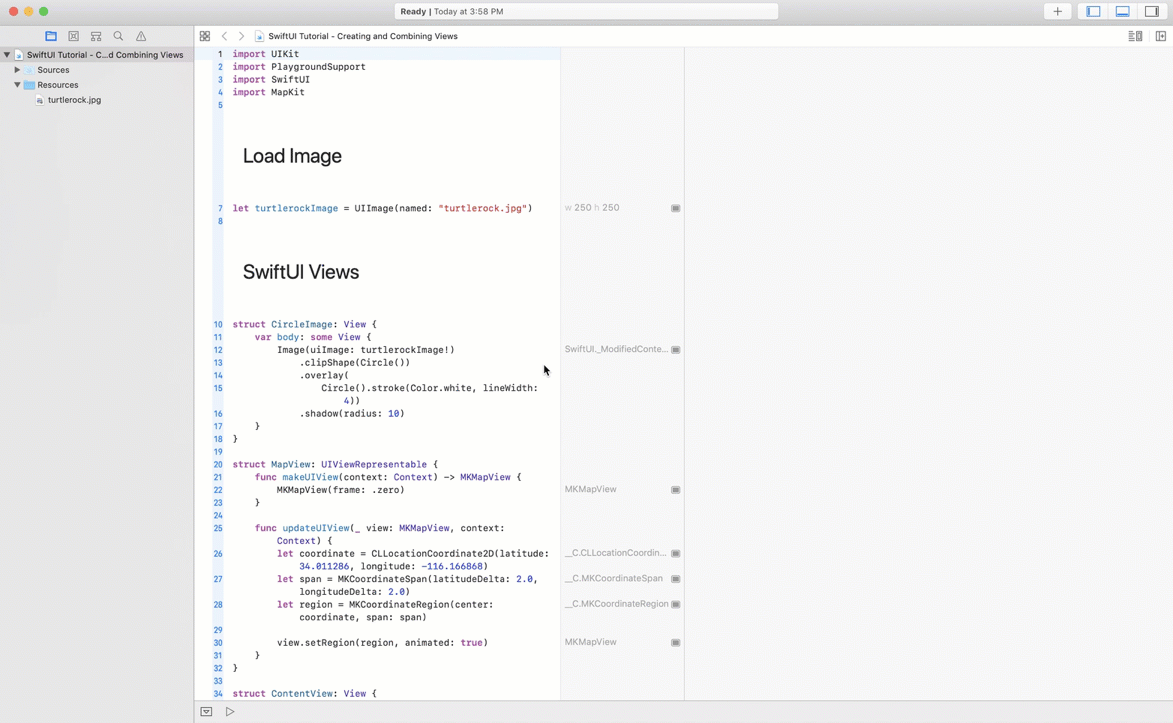 Ready | Today at 3:58 PM
SwiftUI Tutorial - C...d Combining Views
Sources
Resources
turtlerock.jpg
SwiftUI Tutorial - Creating and Combining Views
1 import UIKit
2 import PlaygroundSupport
3 import SwiftUI
4 import MapKit
5
Load Image
7 let turtlerockImage = UIImage(named: "turtlerock.jpg")
w 250 h 250
8
SwiftUI Views
10 struct CircleImage: View {
11 var body: some View {
12 Image(uiImage: turtlerockImage!)
SwiftUI._ModifiedConte...
13 .clipShape(Circle())
14 .overlay(
15 Circle().stroke(Color.white, lineWidth:
4))
16 .shadow(radius: 10)
17 }
18 }
19
20 struct MapView: UIViewRepresentable {
21 func makeUIView(context: Context) -> MKMapView {
22 MKMapView(frame: .zero)
MKMapView
23 }
24
25 func updateUIView(_ view: MKMapView, context:
Context) {
26 let coordinate = CLLocationCoordinate2D(latitude:
__C.CLLocationCoordin...
34.011286, longitude: -116.166868)
27 let span = MKCoordinateSpan(latitudeDelta: 2.0,
__C.MKCoordinateSpan
longitudeDelta: 2.0)
28 let region = MKCoordinateRegion(center:
__C.MKCoordinateRegion
coordinate, span: span)
29
30 view.setRegion(region, animated: true)
MKMapView
31 }
32 }
33
34 struct ContentView: View {